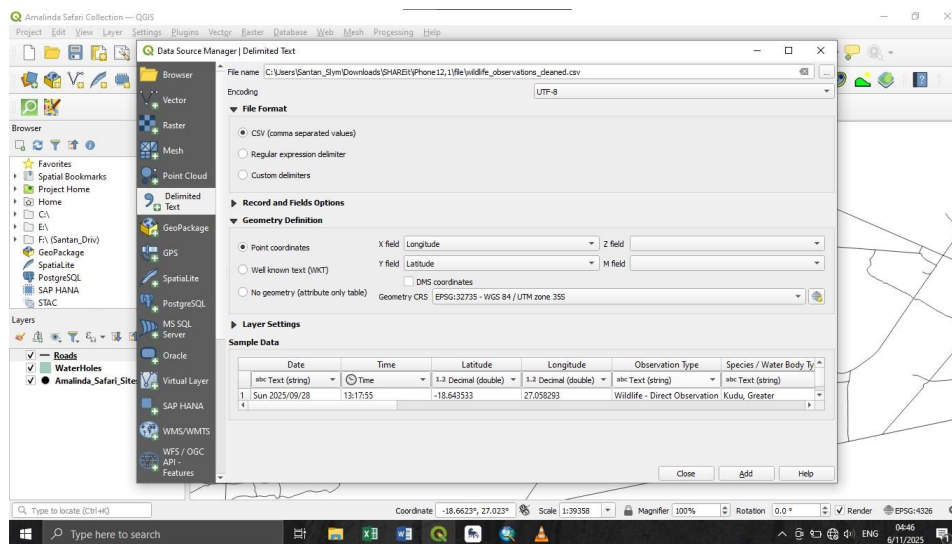 Amalinda Safari Collection — QGIS
Project Edit View Layer Settings Plugins Vector Raster Database Web Mesh Processing Help
Data Source Manager | Delimited Text
Browser
Vector
Raster
Mesh
Point Cloud
Delimited Text
GeoPackage
GPS
SpatiaLite
PostgreSQL
MS SQL Server
Oracle
Virtual Layer
SAP HANA
WMS/WMTS
WFS / OGC API - Features
File name C:\Users\Santan_Slym\Downloads\SHAREit\iPhone12,1\file\wildlife_observations_cleaned.csv
Encoding UTF-8
File Format
CSV (comma separated values)
Regular expression delimiter
Custom delimiters
Record and Fields Options
Geometry Definition
Point coordinates
Well known text (WKT)
No geometry (attribute only table)
X field Longitude Z field
Y field Latitude M field
DMS coordinates
Geometry CRS EPSG:32735 - WGS 84 / UTM zone 35S
Layer Settings
Sample Data
Date Time Latitude Longitude Observation Type Species / Water Body Ty
abc Text (string) Time 1.2 Decimal (double) 1.2 Decimal (double) abc Text (string) abc Text (string)
1 Sun 2025/09/28 13:17:55 -18.643533 27.058293 Wildlife - Direct Observation Kudu, Greater
Close Add Help
Browser
Favorites
Spatial Bookmarks
Project Home
Home
C:\
E:\
F:\ (Santan_Driv)
GeoPackage
SpatiaLite
PostgreSQL
SAP HANA
STAC
Layers
Roads
WaterHoles
Amalinda_Safari_Site
Type to locate (Ctrl+K)
Coordinate -18.6623°, 27.023° Scale 1:39358 Magnifier 100% Rotation 0.0 ° Render EPSG:4326
Type here to search
ENG
04:46
6/11/2025